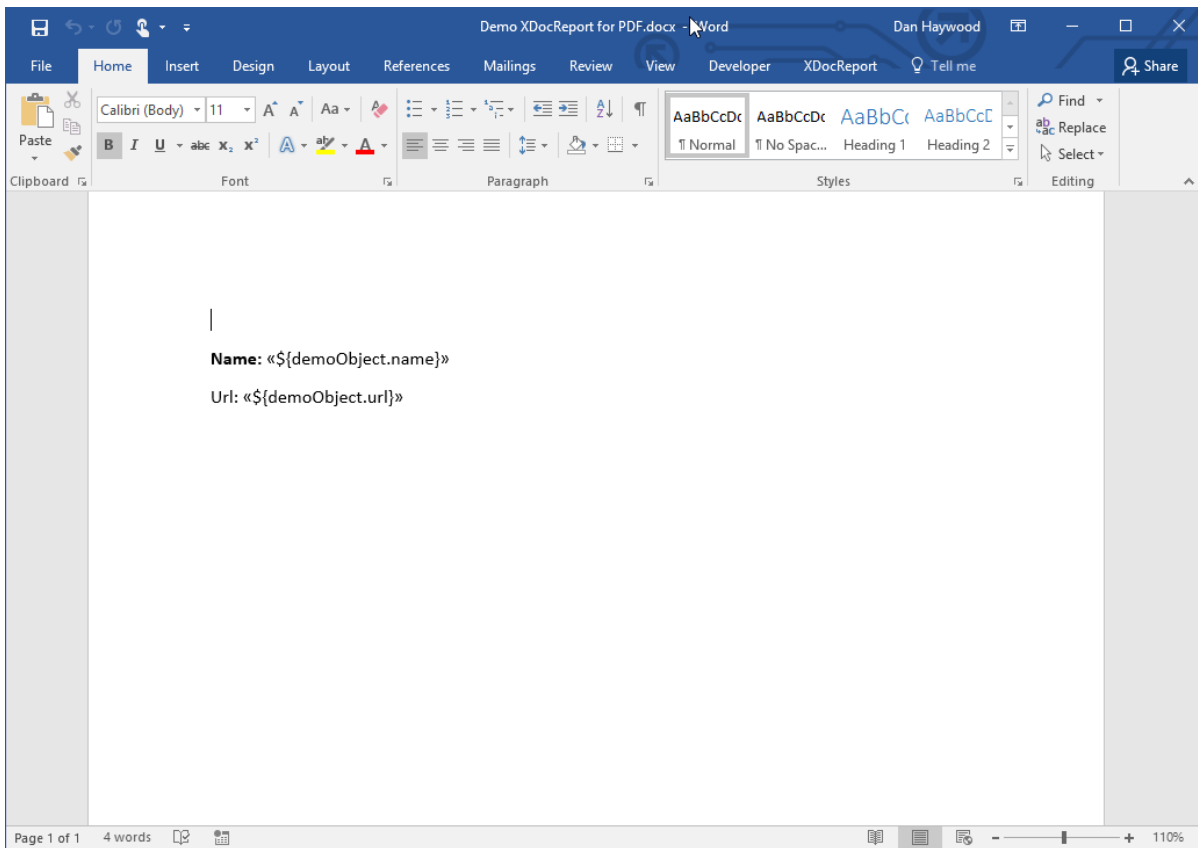 Demo XDocReport for PDF.docx - Word
Dan Haywood
File Home Insert Design Layout References Mailings Review View Developer XDocReport Tell me Share
Paste
Calibri (Body) 11
Aa
B I U abc x₂ x² A aby A
AaBbCcDc AaBbCcDc AaBbCc AaBbCcC
¶ Normal ¶ No Spac... Heading 1 Heading 2
Find
Replace
Select
Clipboard Font Paragraph Styles Editing
Name: «${demoObject.name}»
Url: «${demoObject.url}»
Page 1 of 1 4 words 110%